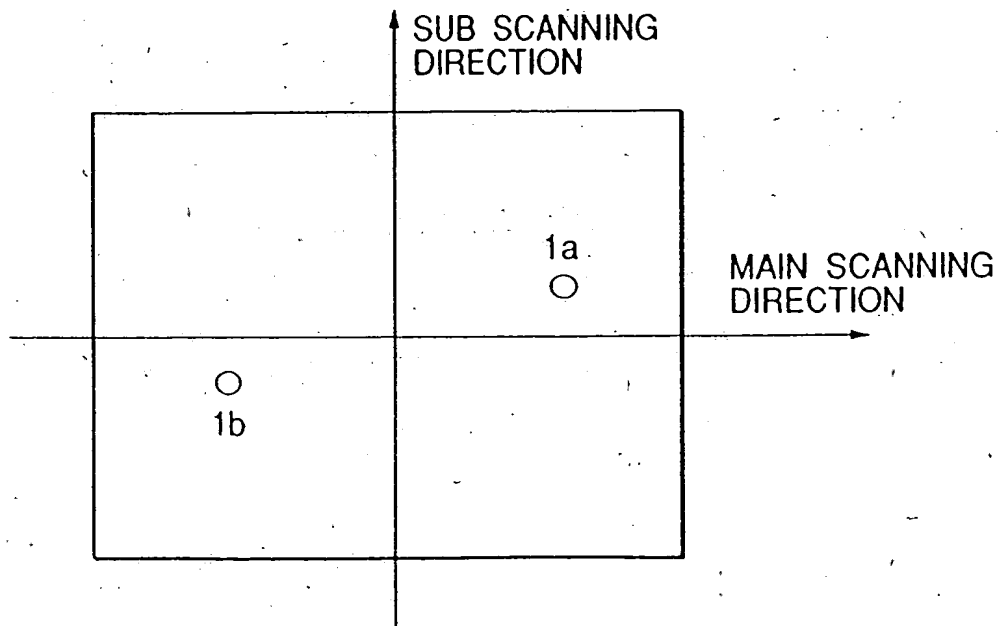 SUB SCANNING
DIRECTION
1a
MAIN SCANNING
DIRECTION
1b